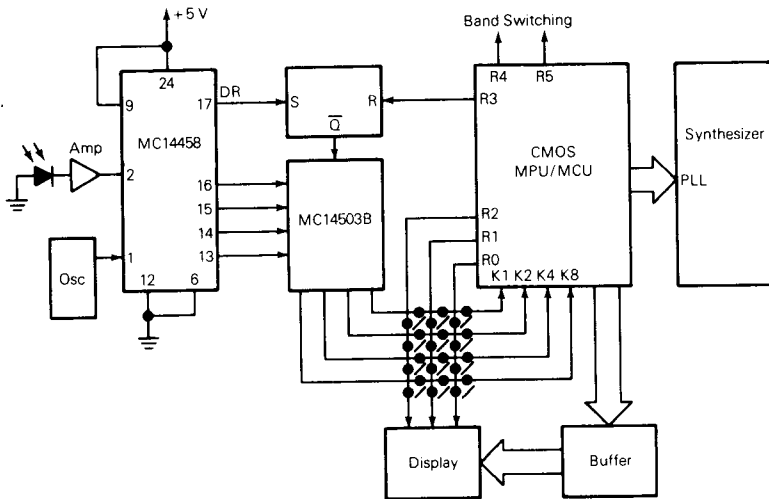 +5 V
Band Switching
24
9
17
DR
MC14458
Amp
2
16
15
14
13
Osc
1
12
6
S
R
Q̅
MC14503B
R4
R5
R3
CMOS
MPU/MCU
R2
R1
R0
K1 K2 K4 K8
Synthesizer
PLL
Display
Buffer